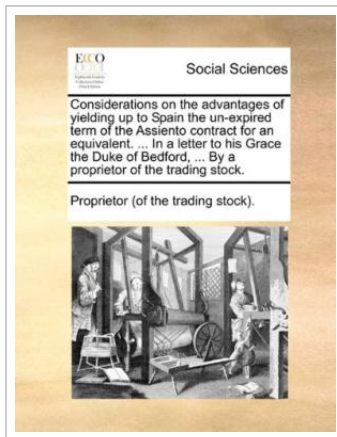 ECCO
Social Sciences
Considerations on the advantages of
yielding up to Spain the un-expired
term of the Assiento contract for an
equivalent. ... In a letter to his Grace
the Duke of Bedford, ... By a
proprietor of the trading stock.
Proprietor (of the trading stock).